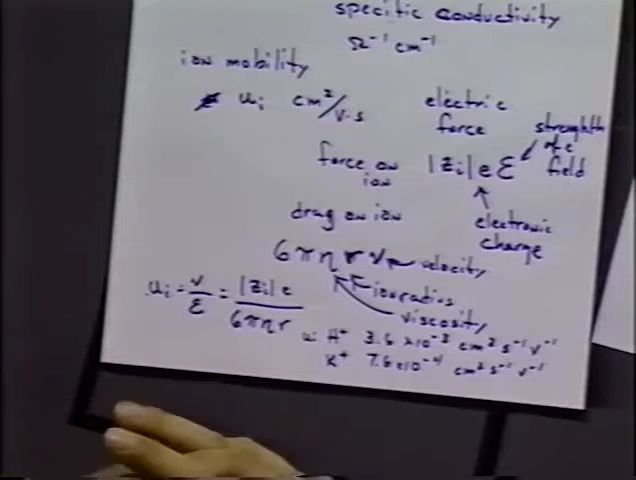 specific conductivity
Ω⁻¹ cm⁻¹
ion mobility
uᵢ cm²/V·s
electric force
strenghth of e field
force on ion |zᵢ|eℰ
drag on ion
electronic charge
6πηrv velocity
ion radius
viscosity
uᵢ = v/ℰ = |zᵢ|e/6πηr
uᵢ H⁺ 3.6 x10⁻³ cm² s⁻¹ v⁻¹
K⁺ 7.6 x10⁻⁴ cm² s⁻¹ v⁻¹